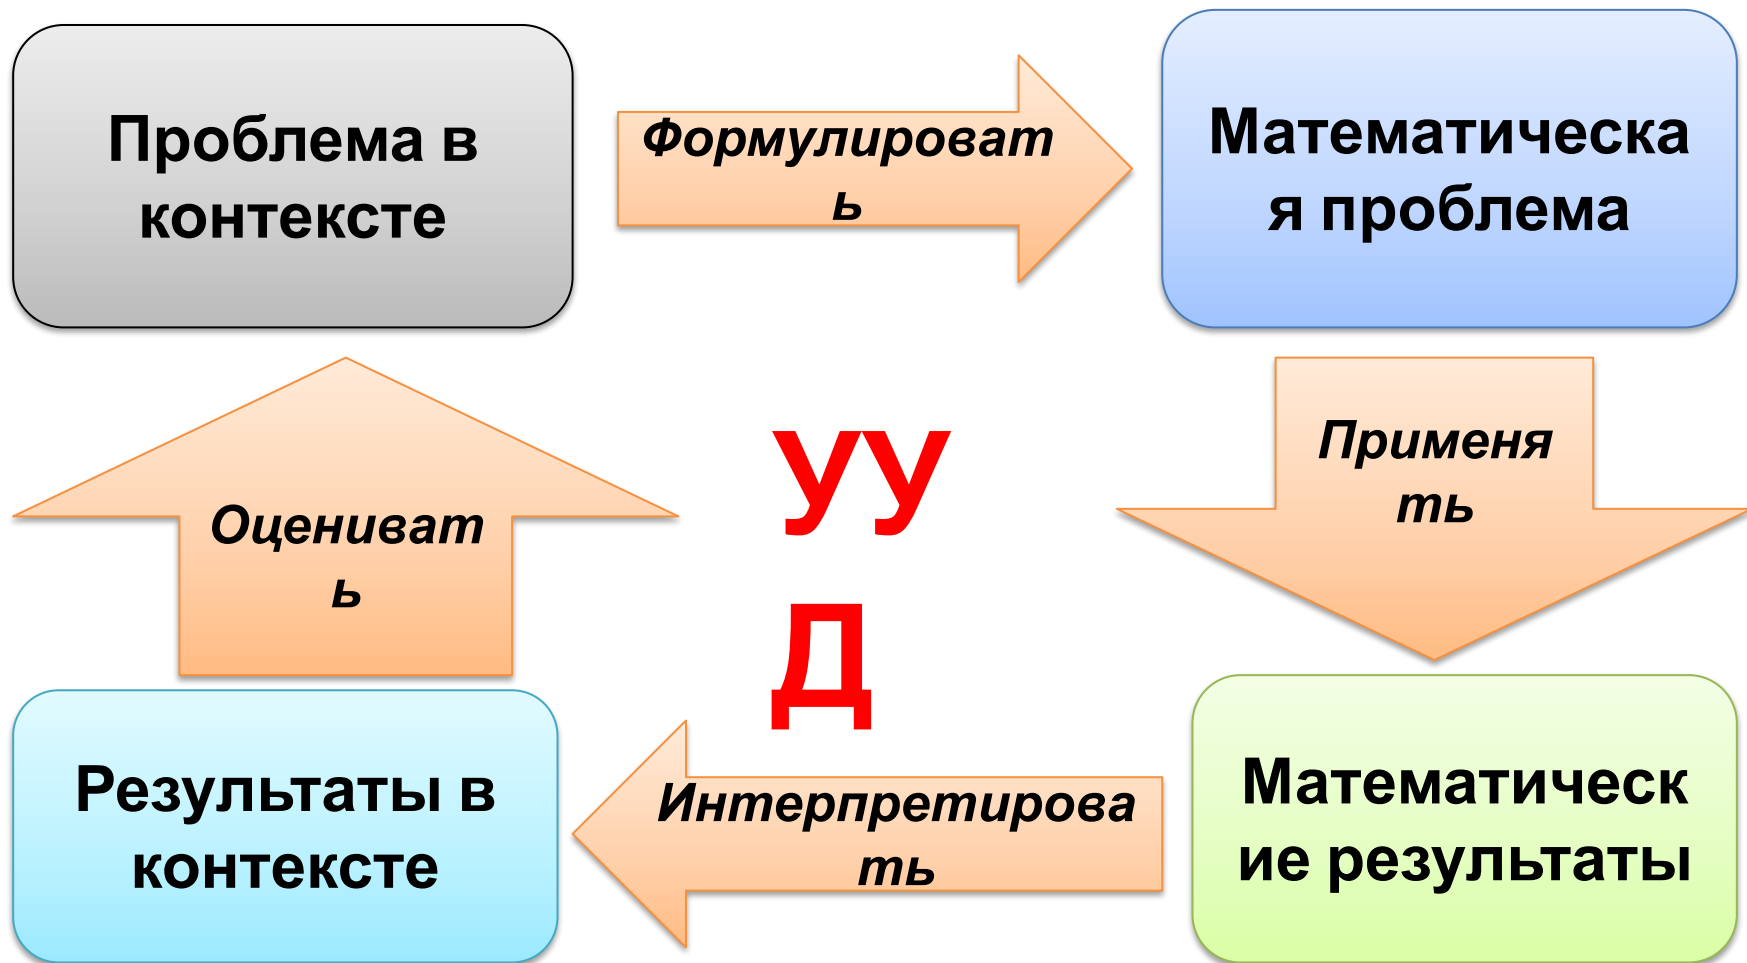 Проблема в
контексте
Формулироват
ь
Математическа
я проблема
Оцениват
ь
УУ
Д
Применя
ть
Результаты в
контексте
Интерпретирова
ть
Математическ
ие результаты